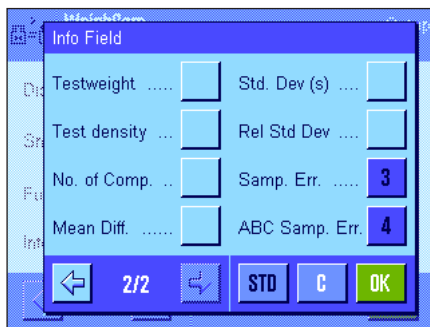 WeighCom
Info Field
Testweight ..... Std. Dev (s) ....
Test density ... Rel Std Dev ....
No. of Comp. .. Samp. Err. ..... 3
Mean Diff. ...... ABC Samp. Err. 4
2/2 STD C OK